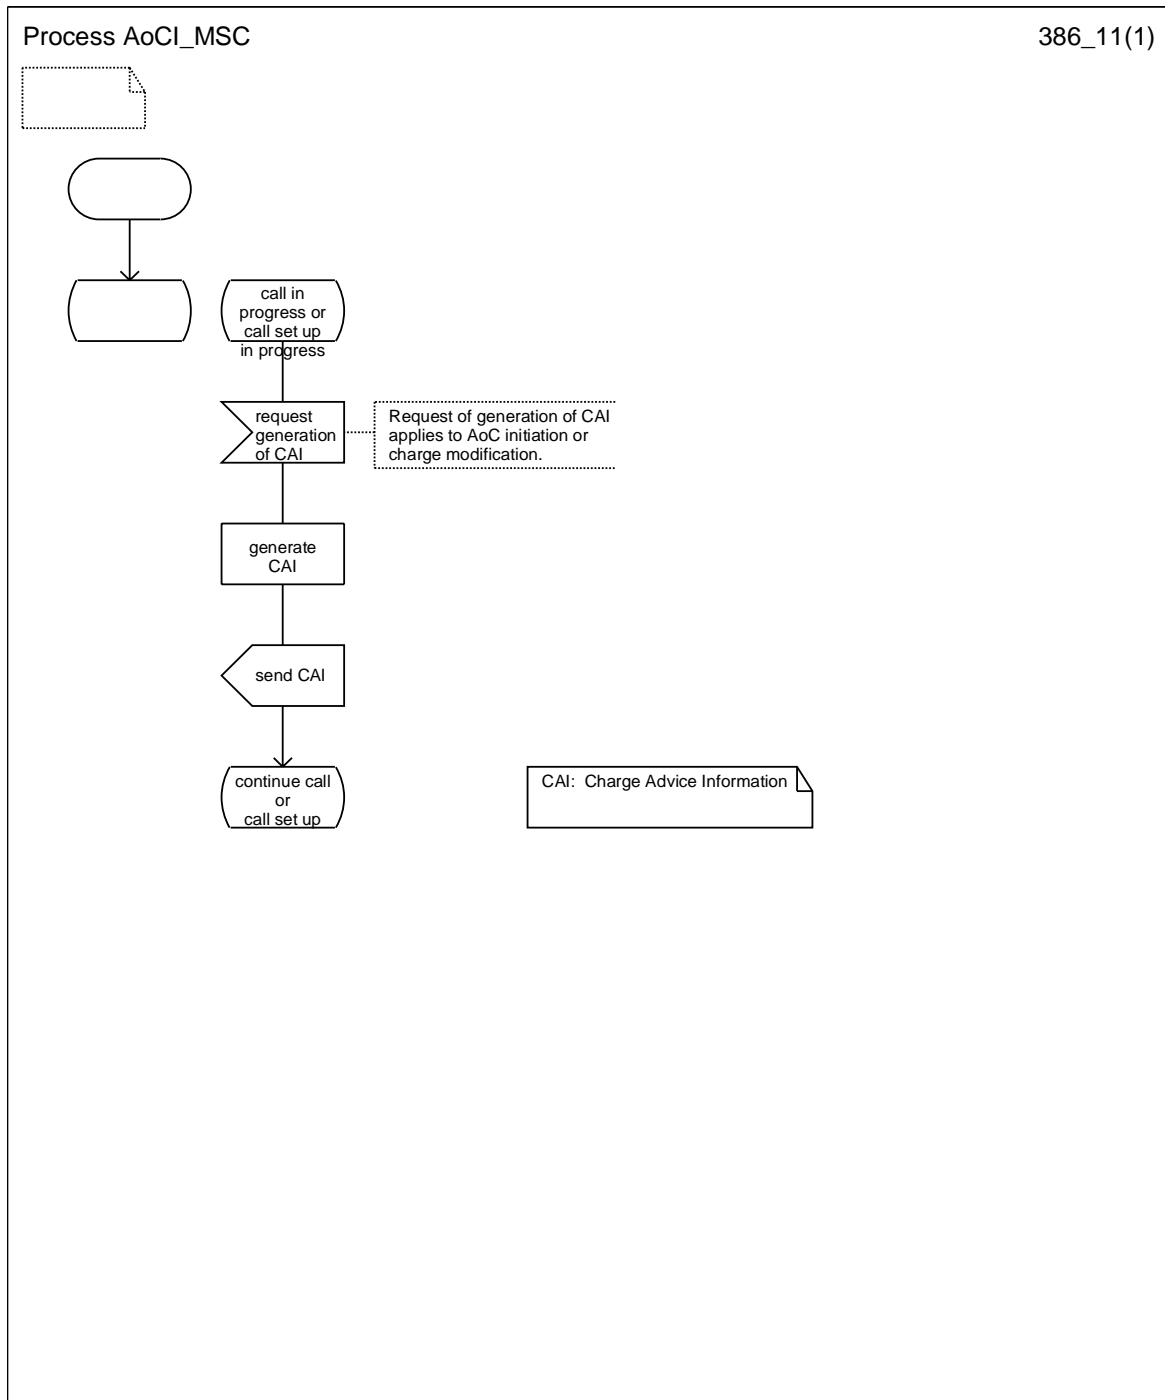 Process AoCI_MSC
386_11(1)
call in
progress or
call set up
in progress
request
generation
of CAI
Request of generation of CAI
applies to AoC initiation or
charge modification.
generate
CAI
send CAI
continue call
or
call set up
CAI:  Charge Advice Information